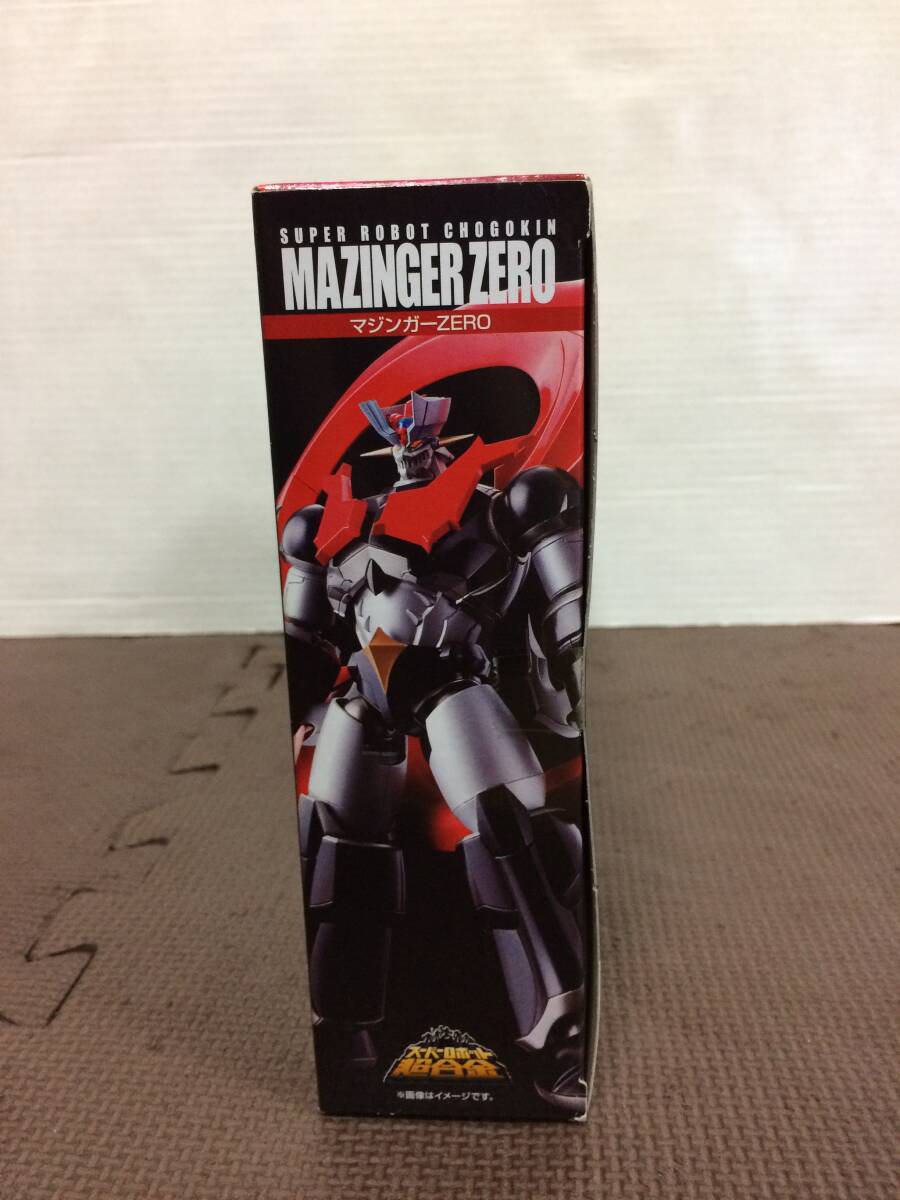 SUPER ROBOT CHOGOKIN
MAZINGER ZERO
マジンガーZERO
スーパーロボット
超合金
※画像はイメージです。